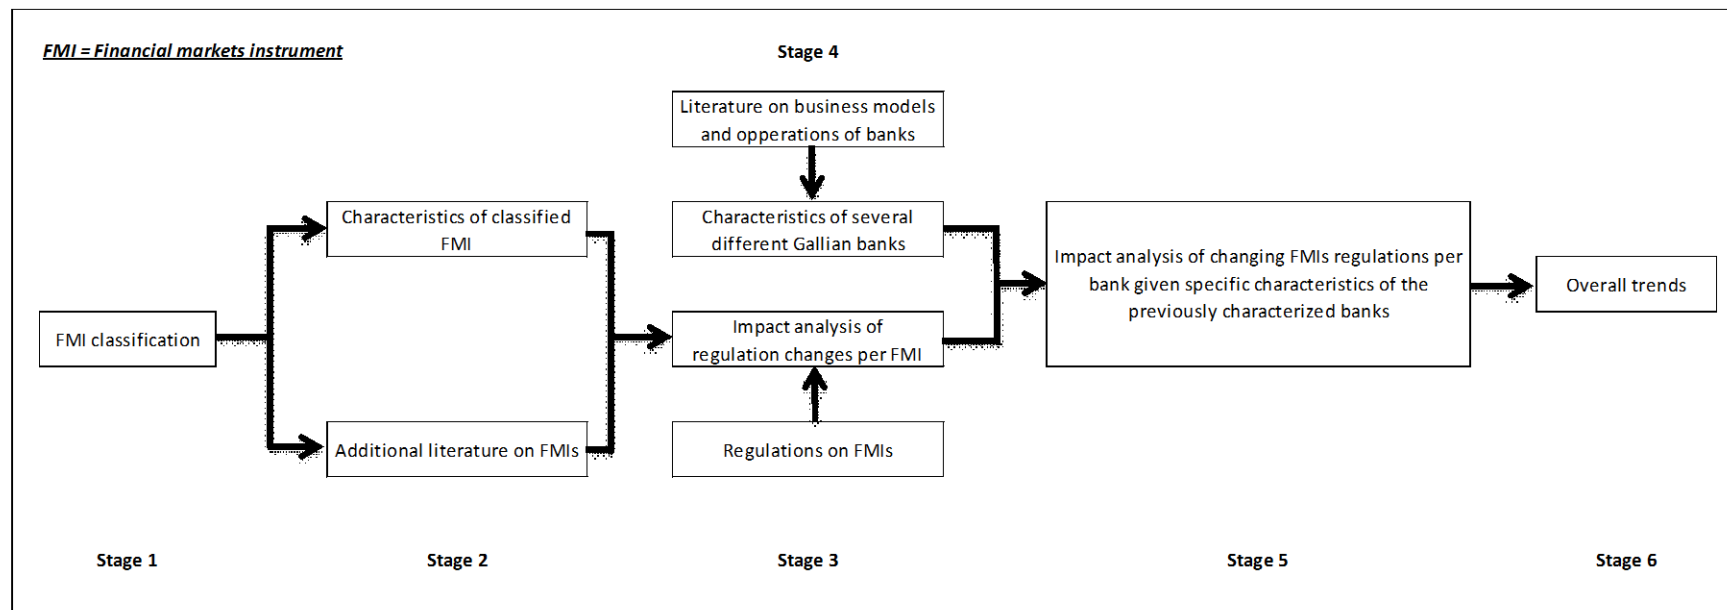 FMI = Financial markets instrument
Stage 4
Literature on business models
and opperations of banks
Characteristics of classified
FMI
Characteristics of several
different Gallian banks
Impact analysis of changing FMIs regulations per
bank given specific characteristics of the
previously characterized banks
Overall trends
FMI classification
Impact analysis of
regulation changes per FMI
Additional literature on FMIs
Regulations on FMIs
Stage 1
Stage 2
Stage 3
Stage 5
Stage 6